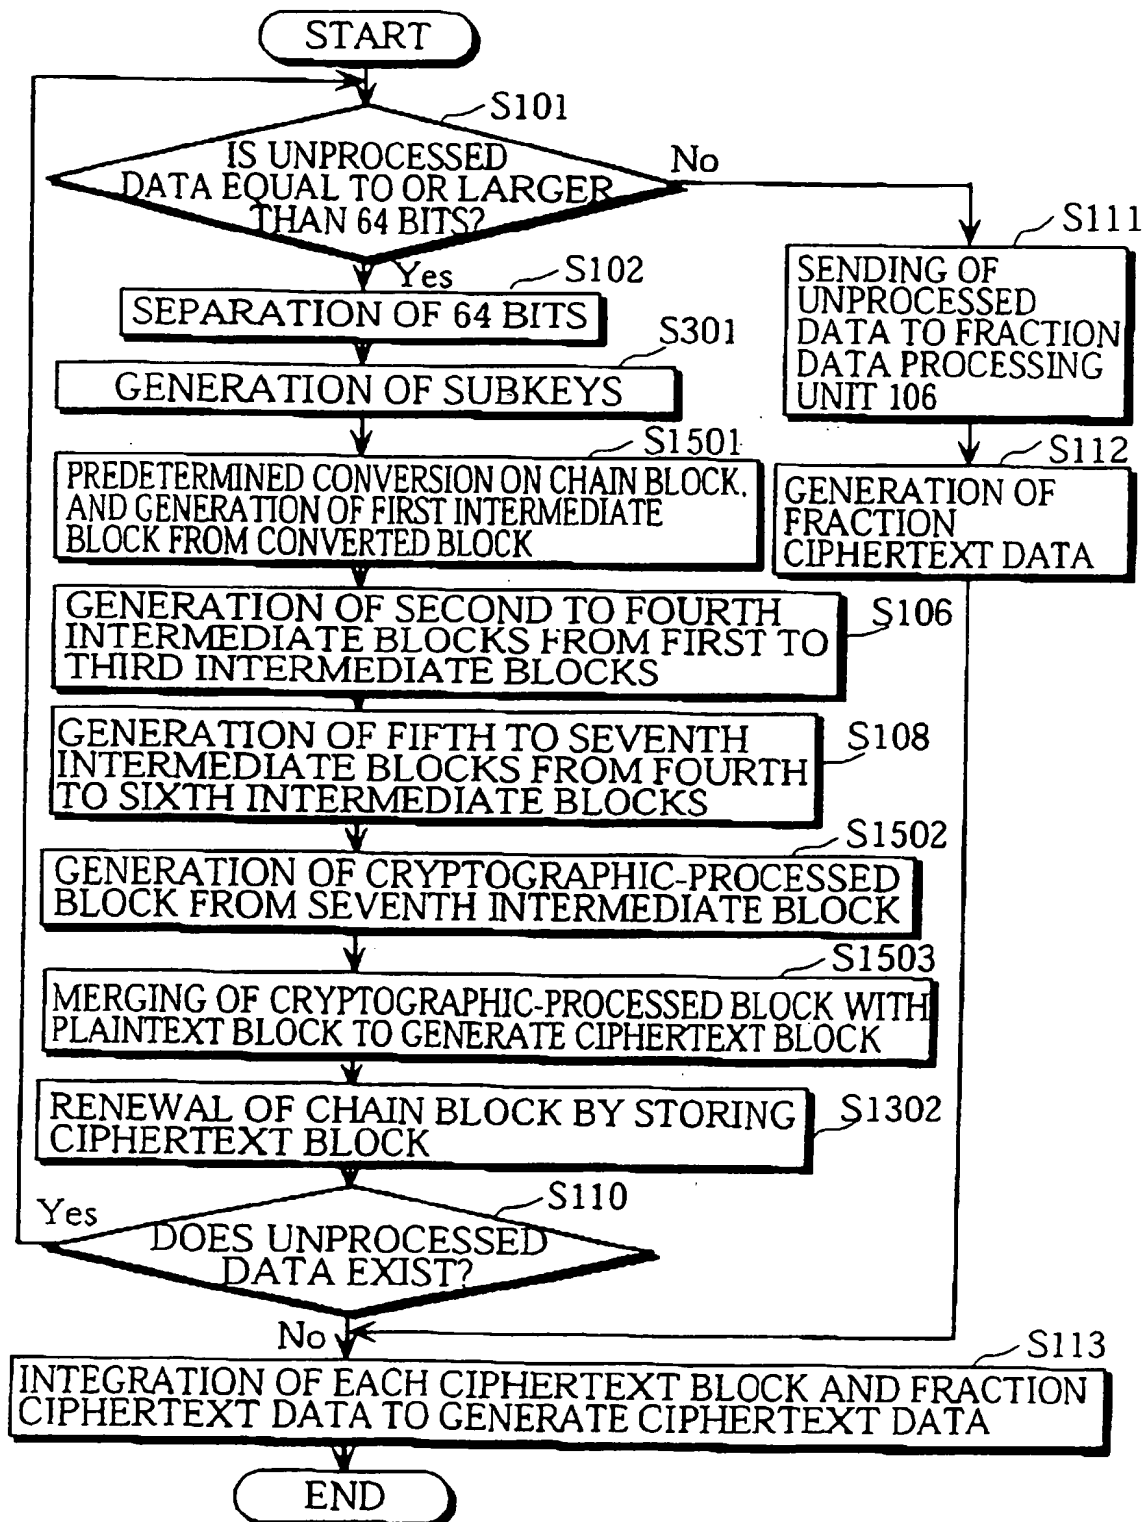 START
S101
IS UNPROCESSED
DATA EQUAL TO OR LARGER
THAN 64 BITS?
No
Yes
S102
SEPARATION OF 64 BITS
S301
GENERATION OF SUBKEYS
S1501
PREDETERMINED CONVERSION ON CHAIN BLOCK,
AND GENERATION OF FIRST INTERMEDIATE
BLOCK FROM CONVERTED BLOCK
GENERATION OF SECOND TO FOURTH
INTERMEDIATE BLOCKS FROM FIRST TO
THIRD INTERMEDIATE BLOCKS
S106
GENERATION OF FIFTH TO SEVENTH
INTERMEDIATE BLOCKS FROM FOURTH
TO SIXTH INTERMEDIATE BLOCKS
S108
S1502
GENERATION OF CRYPTOGRAPHIC-PROCESSED
BLOCK FROM SEVENTH INTERMEDIATE BLOCK
S1503
MERGING OF CRYPTOGRAPHIC-PROCESSED BLOCK WITH
PLAINTEXT BLOCK TO GENERATE CIPHERTEXT BLOCK
RENEWAL OF CHAIN BLOCK BY STORING
CIPHERTEXT BLOCK
S1302
S110
Yes
DOES UNPROCESSED
DATA EXIST?
No
S111
SENDING OF
UNPROCESSED
DATA TO FRACTION
DATA PROCESSING
UNIT 106
S112
GENERATION OF
FRACTION
CIPHERTEXT DATA
S113
INTEGRATION OF EACH CIPHERTEXT BLOCK AND FRACTION
CIPHERTEXT DATA TO GENERATE CIPHERTEXT DATA
END